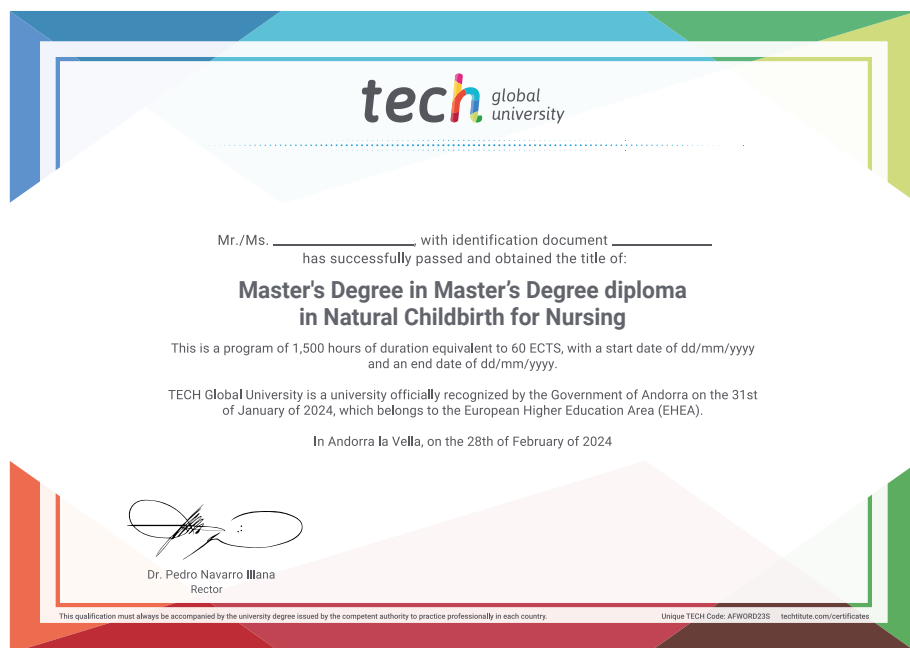 tech global
university
Mr./Ms. ____________, with identification document ____________
has successfully passed and obtained the title of:
Master's Degree in Master’s Degree diploma
in Natural Childbirth for Nursing
This is a program of 1,500 hours of duration equivalent to 60 ECTS, with a start date of dd/mm/yyyy
and an end date of dd/mm/yyyy.
TECH Global University is a university officially recognized by the Government of Andorra on the 31st
of January of 2024, which belongs to the European Higher Education Area (EHEA).
In Andorra la Vella, on the 28th of February of 2024
Dr. Pedro Navarro Illana
Rector
This qualification must always be accompanied by the university degree issued by the competent authority to practice professionally in each country.
Unique TECH Code: AFWORD23S techtitute.com/certificates